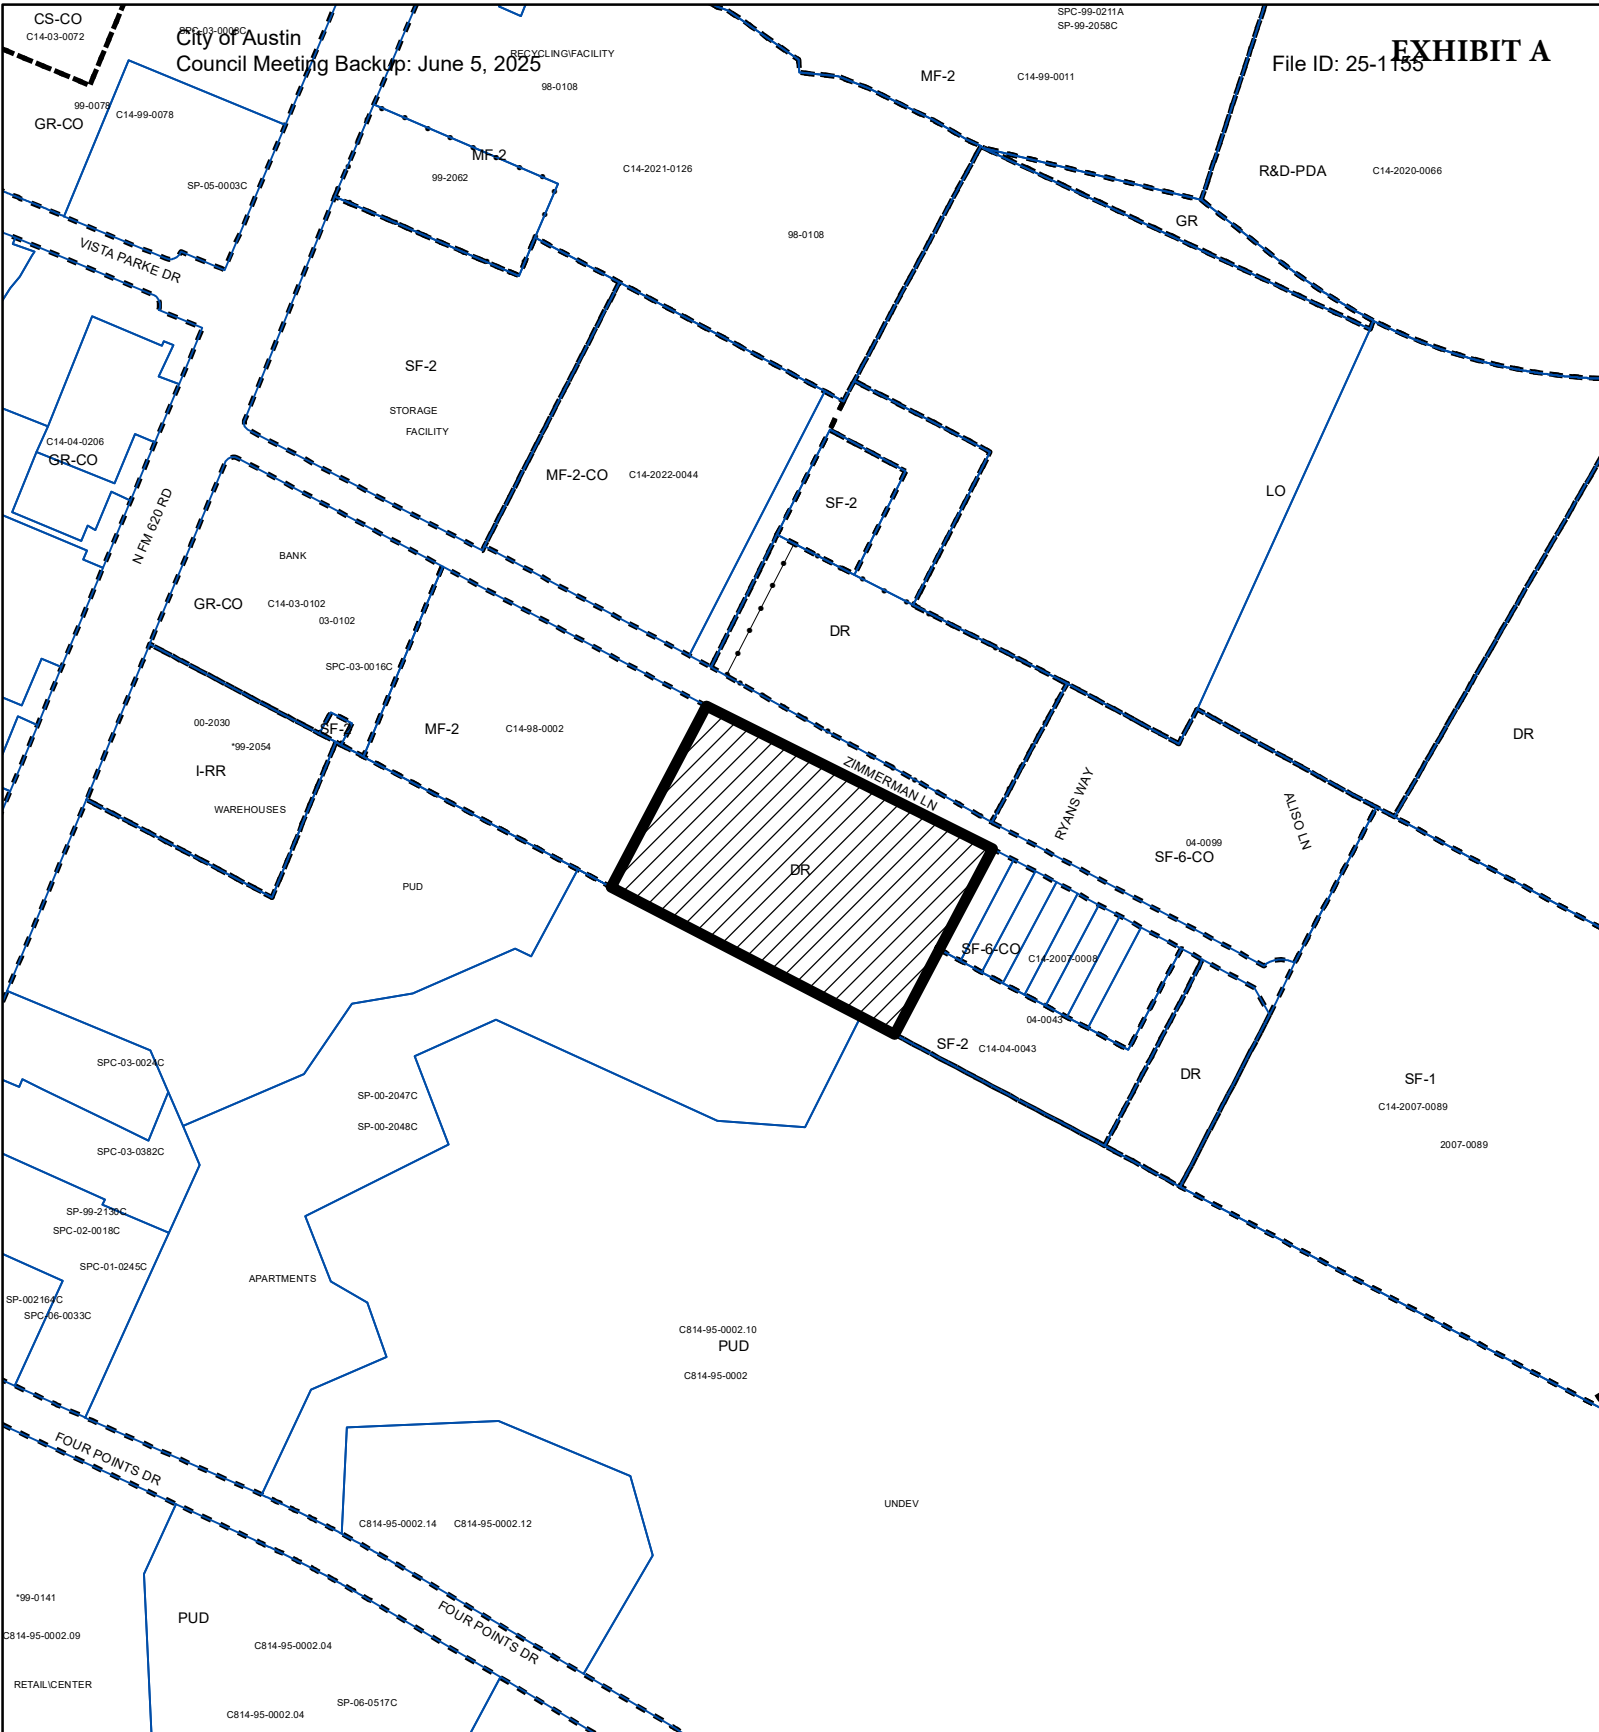 CS-CO
C14-03-0072
SPC-03-0008C
City of Austin
Council Meeting Backup: June 5, 2025
RECYCLING\FACILITY
98-0108
SPC-99-0211A
SP-99-2058C
EXHIBIT A
File ID: 25-1155
MF-2
C14-99-0011
99-0078
C14-99-0078
GR-CO
SP-05-0003C
MF-2
99-2062
C14-2021-0126
98-0108
R&D-PDA
C14-2020-0066
GR
VISTA PARKE DR
SF-2
STORAGE
FACILITY
C14-04-0206
GR-CO
N FM 620 RD
MF-2-CO
C14-2022-0044
SF-2
LO
BANK
GR-CO
C14-03-0102
03-0102
SPC-03-0016C
DR
00-2030
*99-2054
SF-2
I-RR
WAREHOUSES
MF-2
C14-98-0002
DR
ZIMMERMAN LN
RYANS WAY
ALISO LN
04-0099
SF-6-CO
DR
PUD
SF-6-CO
C14-2007-0008
04-0043
SF-2
C14-04-0043
DR
SF-1
C14-2007-0089
2007-0089
SPC-03-0024C
SP-00-2047C
SP-00-2048C
SPC-03-0382C
SP-99-2130C
SPC-02-0018C
SPC-01-0245C
APARTMENTS
SP-002164C
SPC-06-0033C
C814-95-0002.10
PUD
C814-95-0002
FOUR POINTS DR
UNDEV
C814-95-0002.14
C814-95-0002.12
*99-0141
PUD
FOUR POINTS DR
C814-95-0002.09
C814-95-0002.04
RETAIL\CENTER
SP-06-0517C
C814-95-0002.04